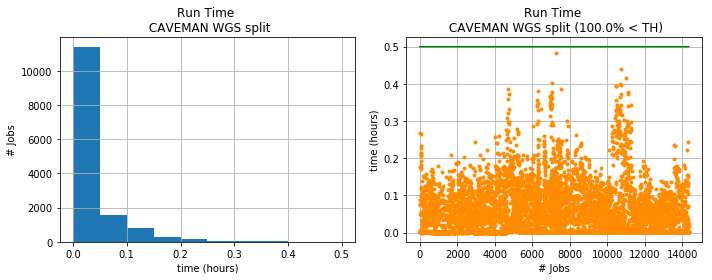 Run Time
CAVEMAN WGS split
# Jobs
10000
8000
6000
4000
2000
0
0.0 0.1 0.2 0.3 0.4 0.5
time (hours)
Run Time
CAVEMAN WGS split (100.0% < TH)
time (hours)
0.5
0.4
0.3
0.2
0.1
0.0
0 2000 4000 6000 8000 10000 12000 14000
# Jobs